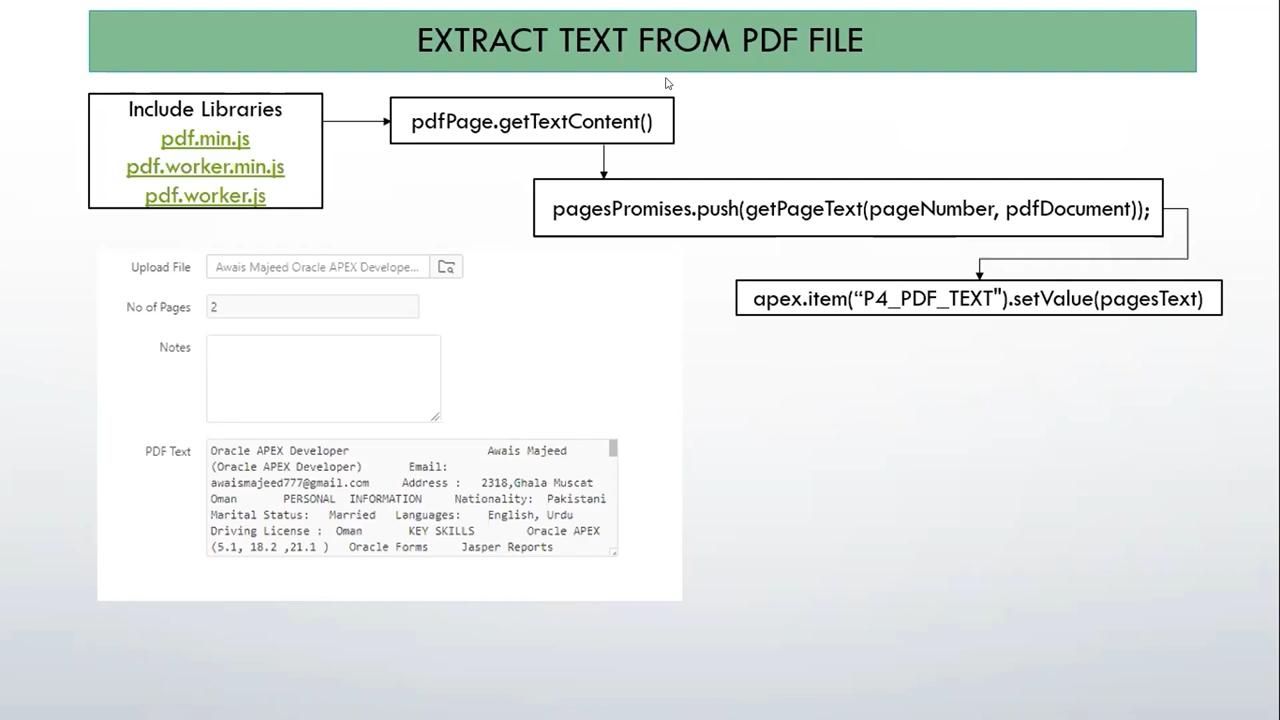 EXTRACT TEXT FROM PDF FILE
Include Libraries
pdf.min.js
pdf.worker.min.js
pdf.worker.js
pdfPage.getTextContent()
pagesPromises.push(getPageText(pageNumber, pdfDocument));
apex.item(“P4_PDF_TEXT").setValue(pagesText)
Upload File Awais Majeed Oracle APEX Develope...
No of Pages 2
Notes
PDF Text
Oracle APEX Developer Awais Majeed
(Oracle APEX Developer) Email:
awaismajeed777@gmail.com Address : 2318,Ghala Muscat
Oman PERSONAL INFORMATION Nationality: Pakistani
Marital Status: Married Languages: English, Urdu
Driving License : Oman KEY SKILLS Oracle APEX
(5.1, 18.2 ,21.1 ) Oracle Forms Jasper Reports